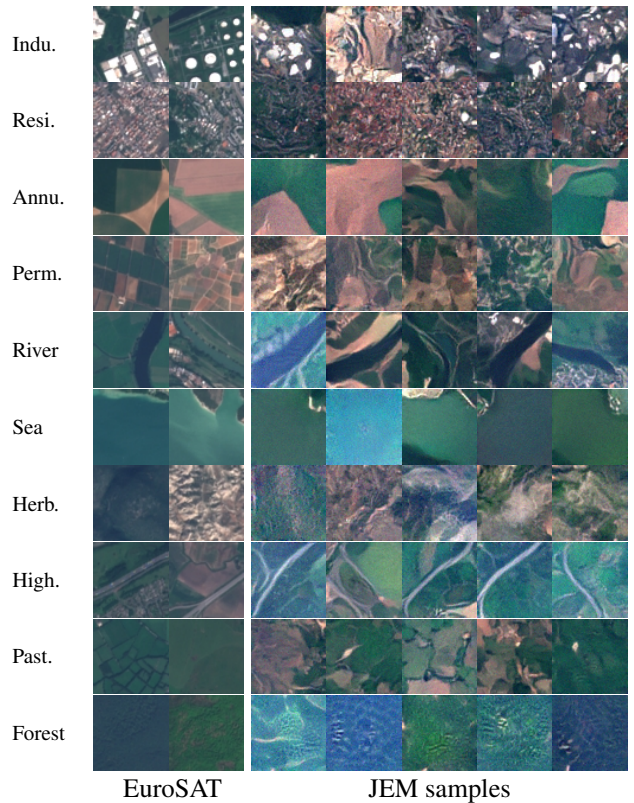 Indu.
Resi.
Annu.
Perm.
River
Sea
Herb.
High.
Past.
Forest
EuroSAT JEM samples